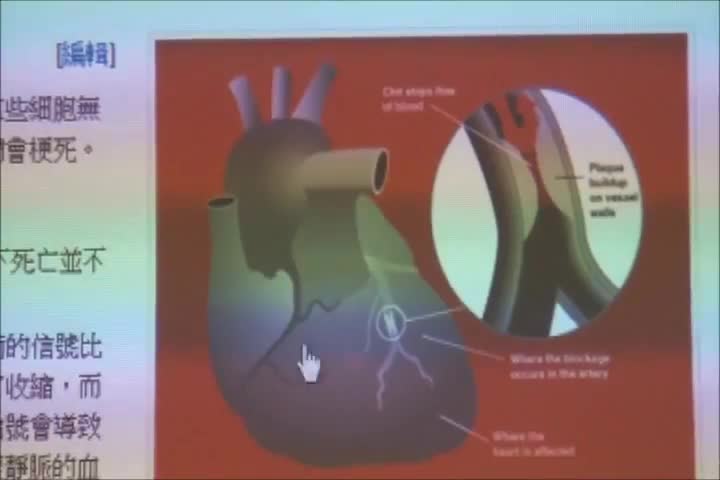 [編輯]
些細胞無
會梗死。
不死亡並不
的信號比
收縮，而
號會導致
靜脈的血
Clot stops flow
of blood
Plaque
buildup
on vessel
walls
Where the blockage
occurs in the artery
Where the
heart is affected